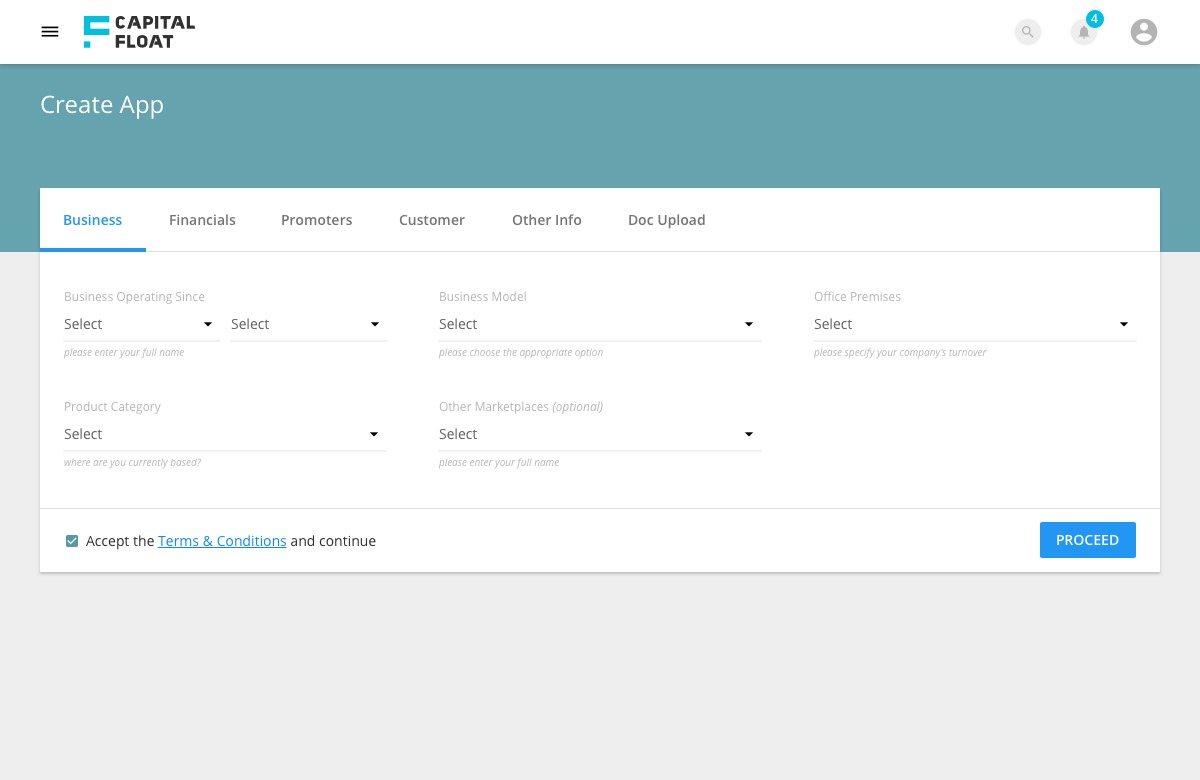 CAPITAL
FLOAT
4
Create App
Business Financials Promoters Customer Other Info Doc Upload
Business Operating Since Business Model Office Premises
Select Select Select Select
please enter your full name please choose the appropriate option please specify your company's turnover
Product Category Other Marketplaces (optional)
Select Select
where are you currently based? please enter your full name
Accept the Terms & Conditions and continue PROCEED